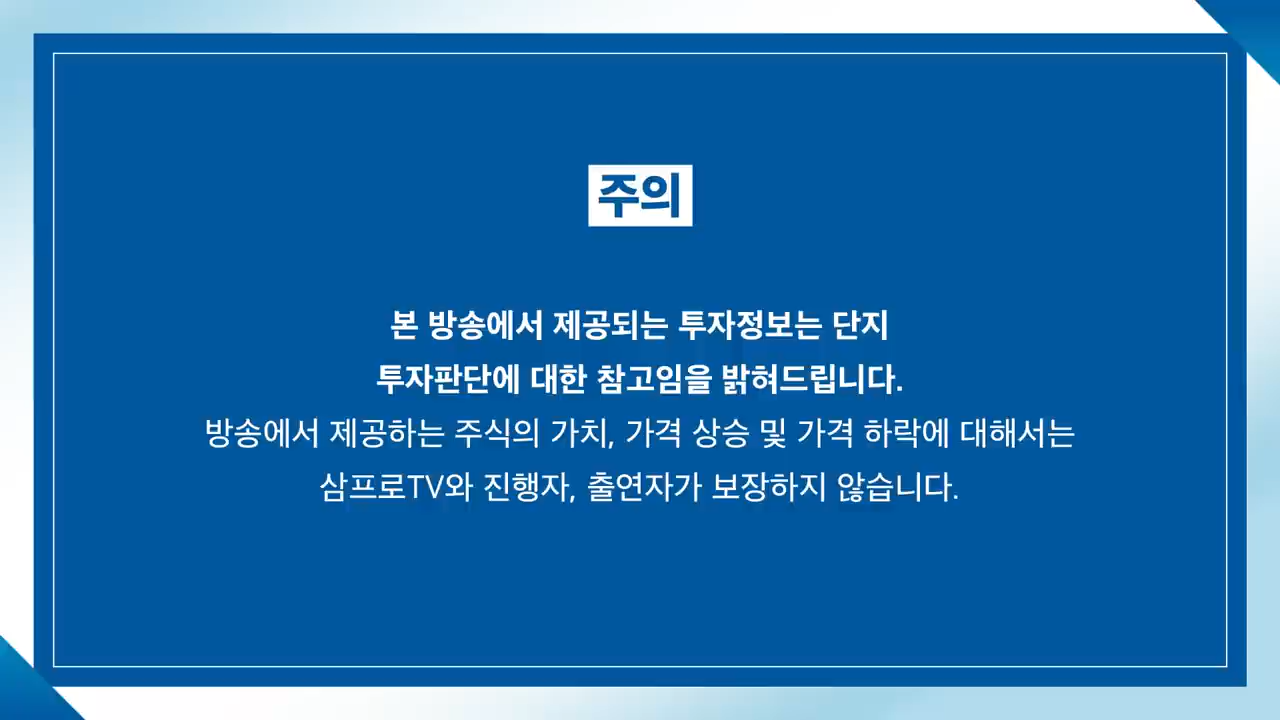 주의
본 방송에서 제공되는 투자정보는 단지
투자판단에 대한 참고임을 밝혀드립니다.
방송에서 제공하는 주식의 가치, 가격 상승 및 가격 하락에 대해서는
삼프로TV와 진행자, 출연자가 보장하지 않습니다.